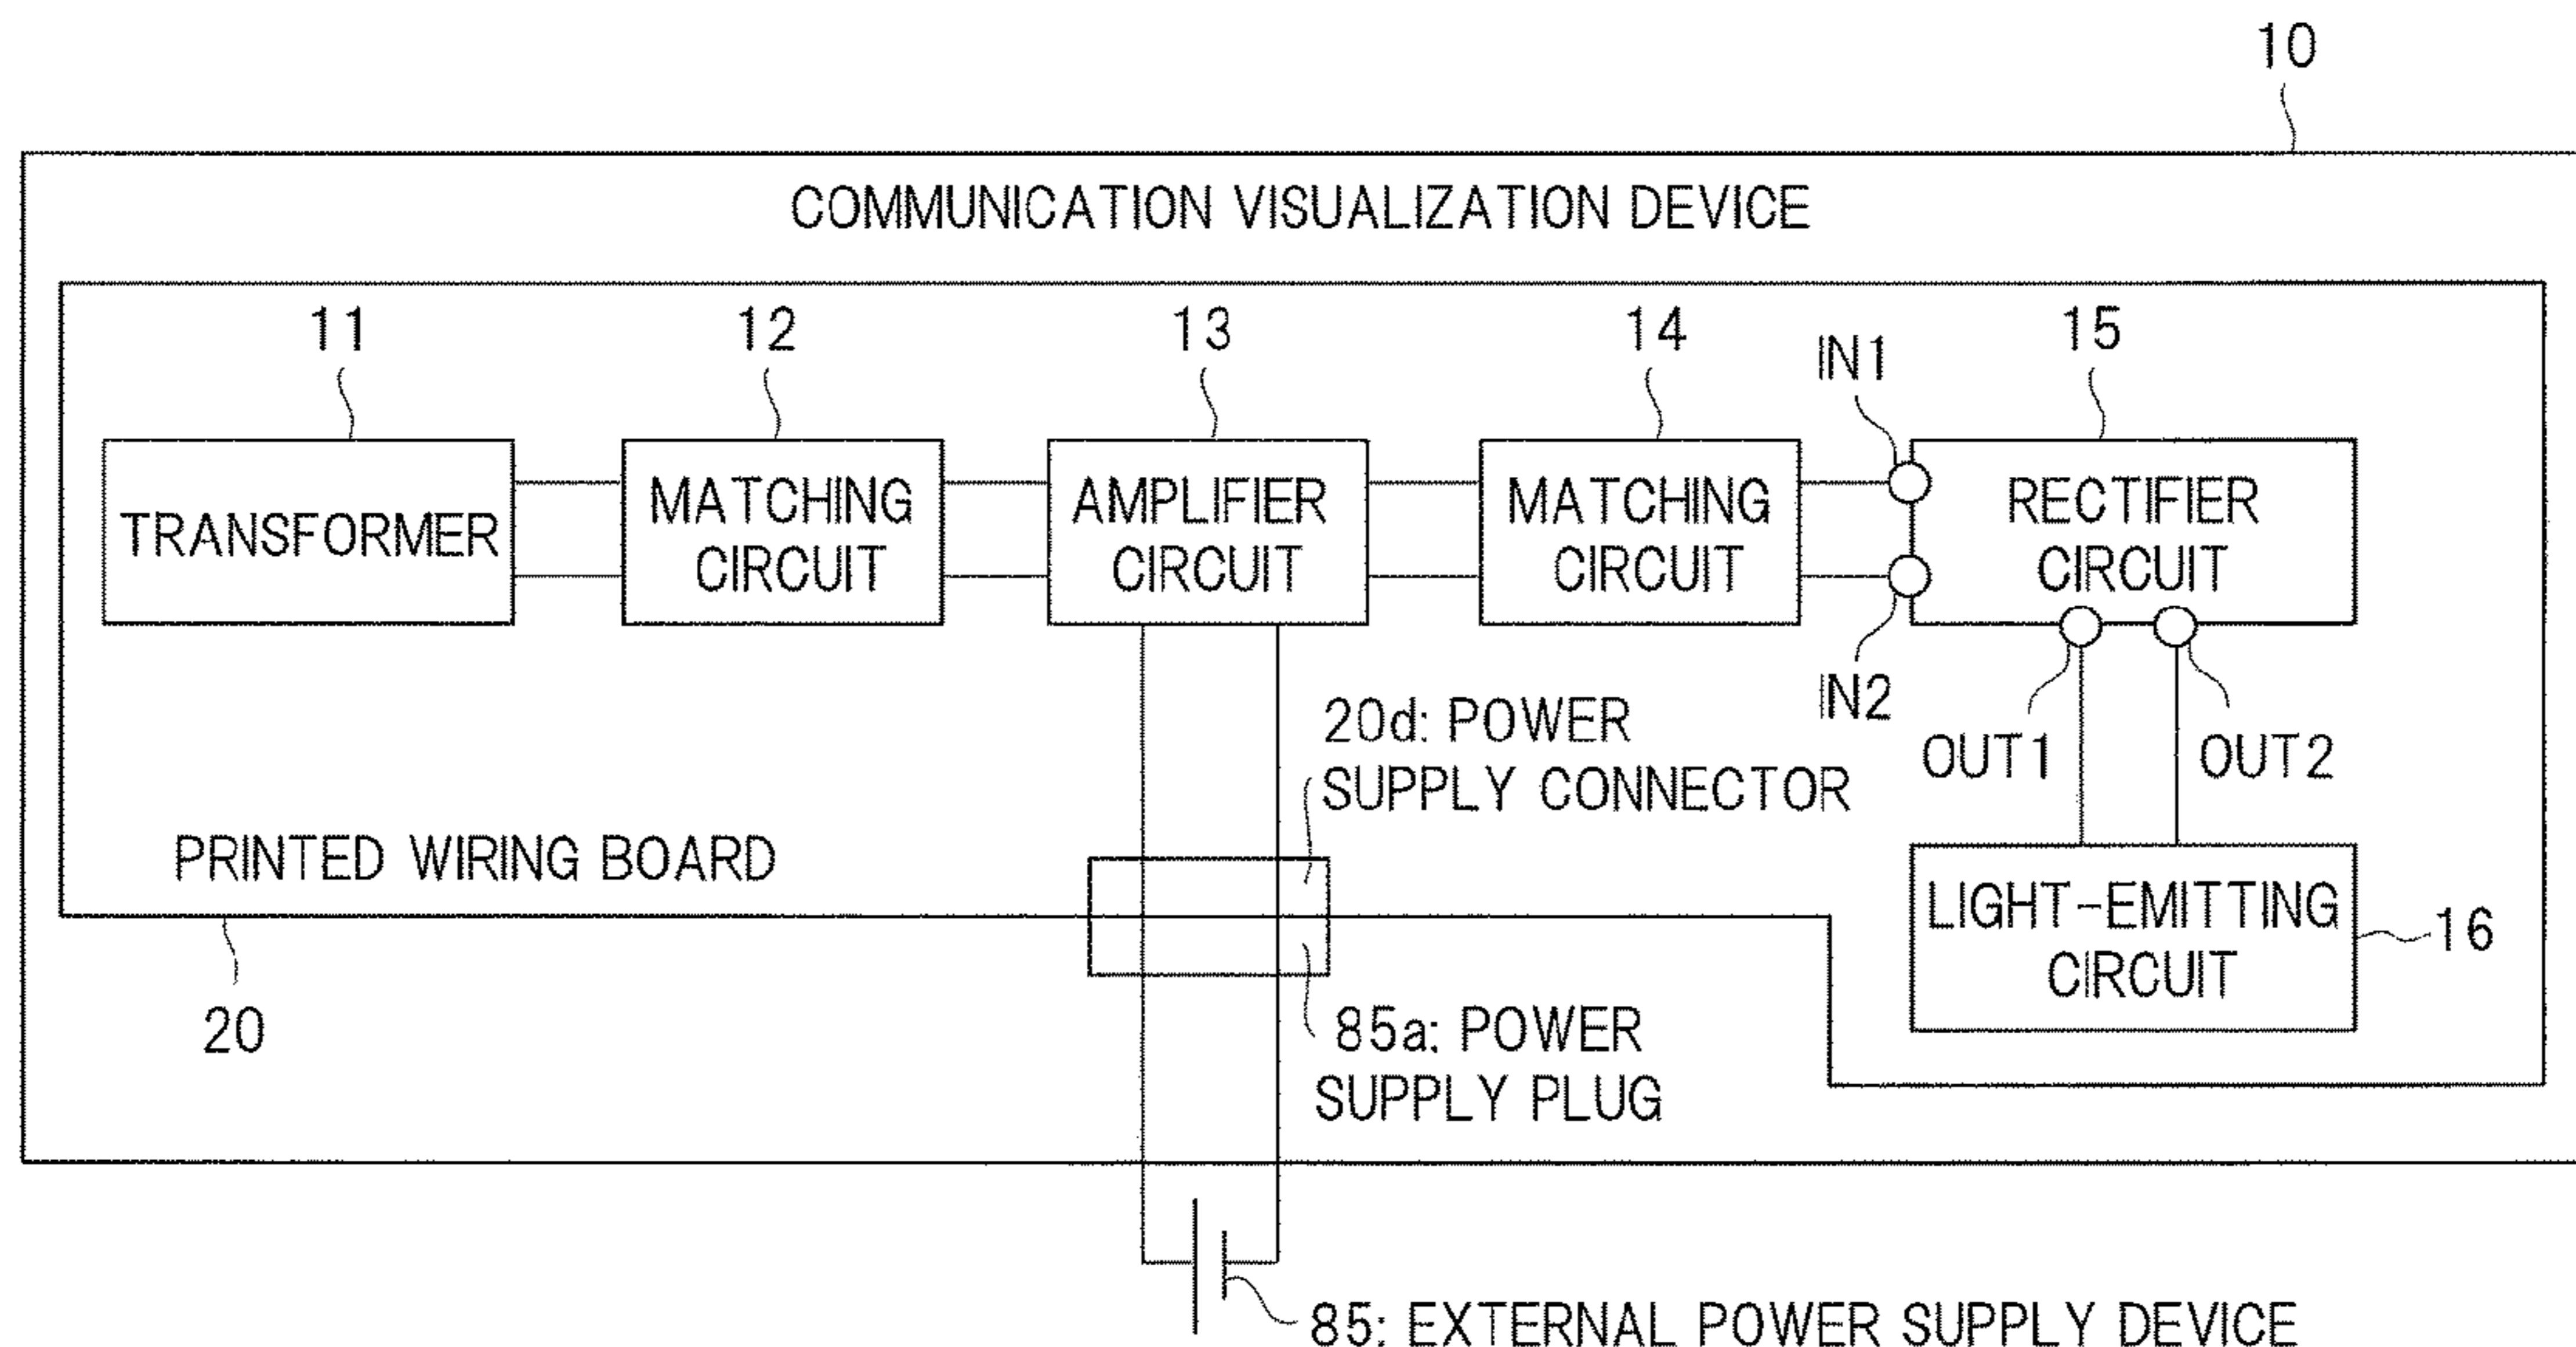 10
COMMUNICATION VISUALIZATION DEVICE
11
12
13
14
IN1
15
TRANSFORMER
MATCHING
CIRCUIT
AMPLIFIER
CIRCUIT
MATCHING
CIRCUIT
RECTIFIER
CIRCUIT
IN2
OUT1
OUT2
20d: POWER
SUPPLY CONNECTOR
PRINTED WIRING BOARD
20
LIGHT-EMITTING
CIRCUIT
16
85a: POWER
SUPPLY PLUG
85: EXTERNAL POWER SUPPLY DEVICE